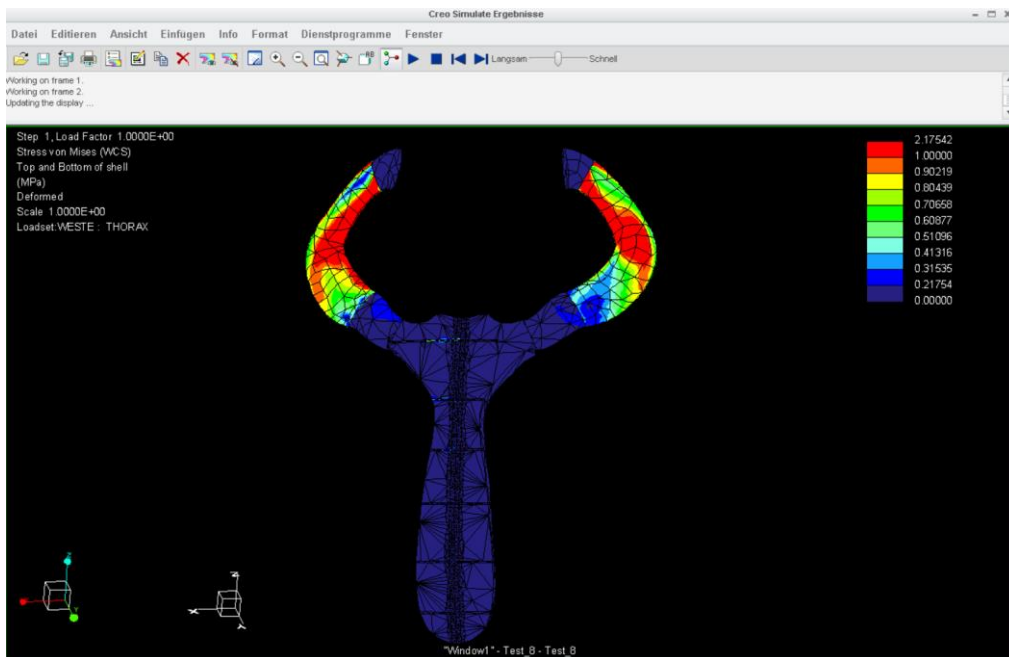 Creo Simulate Ergebnisse
Datei Editieren Ansicht Einfügen Info Format Dienstprogramme Fenster
Langsam Schnell
Working on frame 1.
Working on frame 2.
Updating the display ...
Step 1, Load Factor 1.0000E+00
Stress von Mises (WCS)
Top and Bottom of shell
(MPa)
Deformed
Scale 1.0000E+00
Loadset:WESTE : THORAX
2.17542
1.00000
0.90219
0.80439
0.70658
0.60877
0.51096
0.41316
0.31535
0.21754
0.00000
Z
X
Y
Z
X
Y
"Window1" - Test_8 - Test_8